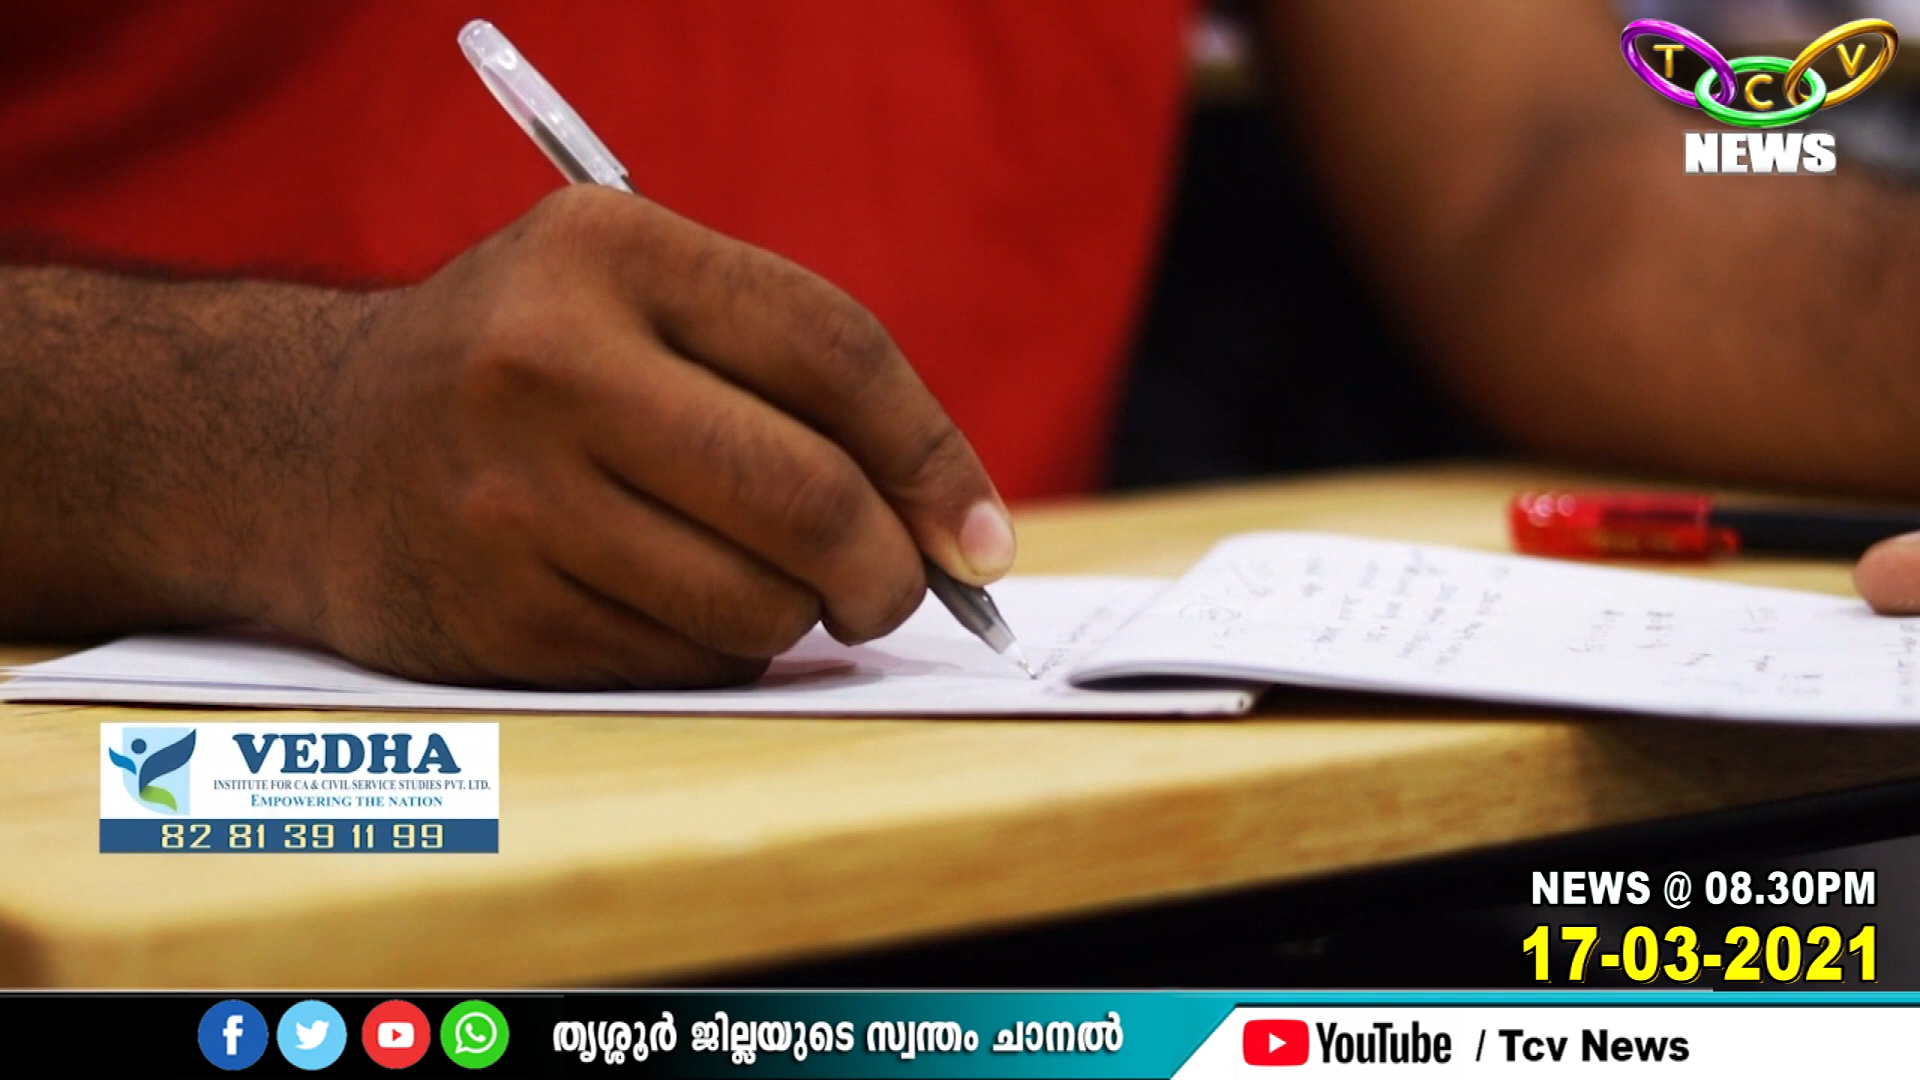 T C V
NEWS
VEDHA
INSTITUTE FOR CA & CIVIL SERVICE STUDIES PVT. LTD.
EMPOWERING THE NATION
82 81 39 11 99
NEWS @ 08.30PM
17-03-2021
തൃശ്ശൂർ ജില്ലയുടെ സ്വന്തം ചാനൽ
YouTube / Tcv News